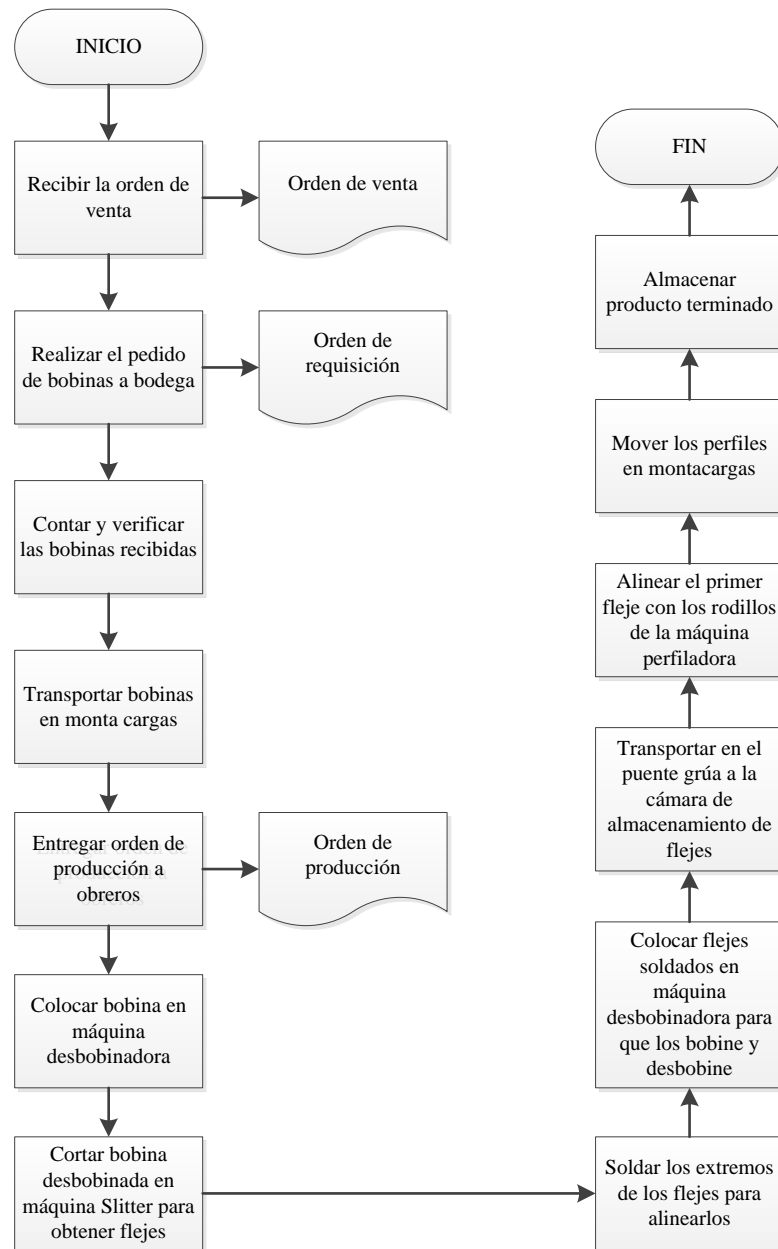 INICIO
Recibir la orden de
venta
Orden de venta
Realizar el pedido
de bobinas a bodega
Orden de
requisición
Contar y verificar
las bobinas recibidas
Transportar bobinas
en monta cargas
Entregar orden de
producción a
obreros
Orden de
producción
Colocar bobina en
máquina
desbobinadora
Cortar bobina
desbobinada en
máquina Slitter para
obtener flejes
Soldar los extremos
de los flejes para
alinearlos
Colocar flejes
soldados en
máquina
desbobinadora para
que los bobine y
desbobine
Transportar en el
puente grúa a la
cámara de
almacenamiento de
flejes
Alinear el primer
fleje con los rodillos
de la máquina
perfiladora
Mover los perfiles
en montacargas
Almacenar
producto terminado
FIN